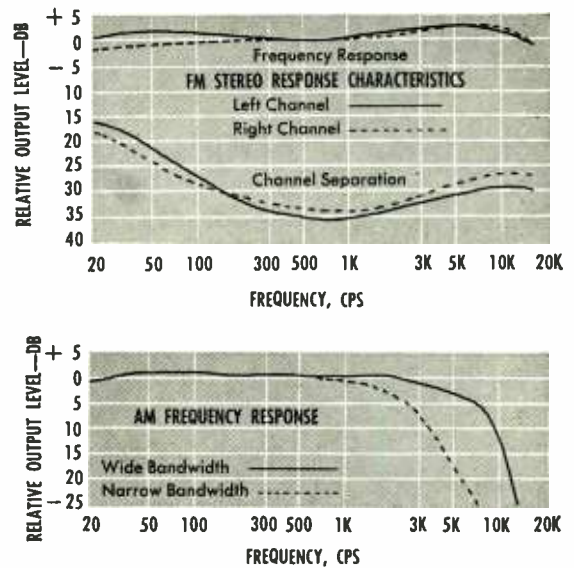 + 5
0
– 5
10
15
20
25
30
35
40
RELATIVE OUTPUT LEVEL—DB
Frequency Response
FM STEREO RESPONSE CHARACTERISTICS
Left Channel
Right Channel
Channel Separation
20 50 100 300 500 1K 3K 5K 10K 20K
FREQUENCY, CPS
+ 5
0
5
10
15
20
– 25
RELATIVE OUTPUT LEVEL—DB
AM FREQUENCY RESPONSE
Wide Bandwidth
Narrow Bandwidth
20 50 100 300 500 1K 3K 5K 10K 20K
FREQUENCY, CPS